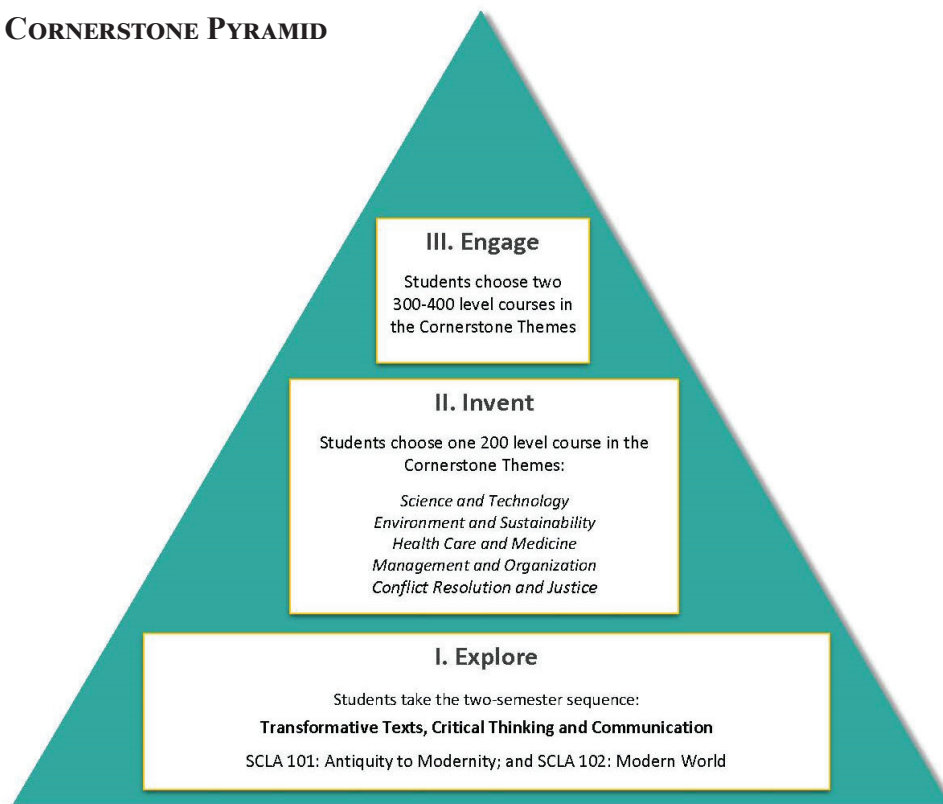 CORNERSTONE PYRAMID
III. Engage
Students choose two
300-400 level courses in
the Cornerstone Themes
II. Invent
Students choose one 200 level course in the
Cornerstone Themes:
Science and Technology
Environment and Sustainability
Health Care and Medicine
Management and Organization
Conflict Resolution and Justice
I. Explore
Students take the two-semester sequence:
Transformative Texts, Critical Thinking and Communication
SCLA 101: Antiquity to Modernity; and SCLA 102: Modern World